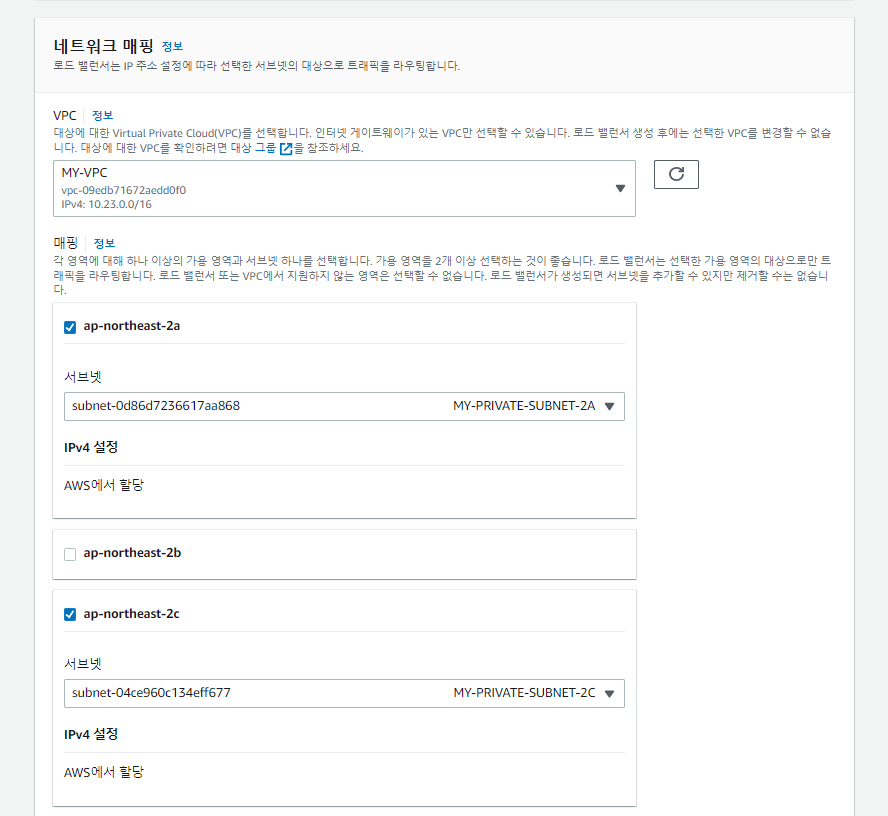 네트워크 매핑 정보
로드 밸런서는 IP 주소 설정에 따라 선택한 서브넷의 대상으로 트래픽을 라우팅합니다.
VPC 정보
대상에 대한 Virtual Private Cloud(VPC)를 선택합니다. 인터넷 게이트웨이가 있는 VPC만 선택할 수 있습니다. 로드 밸런서 생성 후에는 선택한 VPC를 변경할 수 없습
니다. 대상에 대한 VPC를 확인하려면 대상 그룹을 참조하세요.
MY-VPC
vpc-09edb71672aedd0f0
IPv4: 10.23.0.0/16
매핑 정보
각 영역에 대해 하나 이상의 가용 영역과 서브넷 하나를 선택합니다. 가용 영역을 2개 이상 선택하는 것이 좋습니다. 로드 밸런서는 선택한 가용 영역의 대상으로만 트
래픽을 라우팅합니다. 로드 밸런서 또는 VPC에서 지원하지 않는 영역은 선택할 수 없습니다. 로드 밸런서가 생성되면 서브넷을 추가할 수 있지만 제거할 수는 없습니
다.
ap-northeast-2a
서브넷
subnet-0d86d7236617aa868 MY-PRIVATE-SUBNET-2A
IPv4 설정
AWS에서 할당
ap-northeast-2b
ap-northeast-2c
서브넷
subnet-04ce960c134eff677 MY-PRIVATE-SUBNET-2C
IPv4 설정
AWS에서 할당